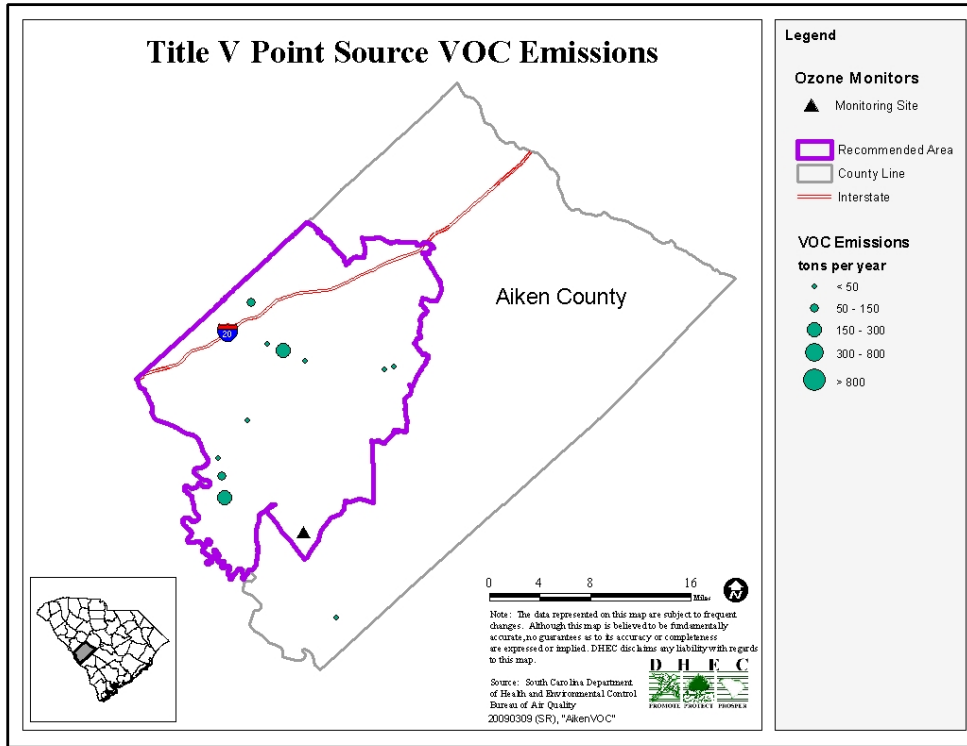 Title V Point Source VOC Emissions
20
Aiken County
0 4 8 16
Miles
N
Note: The data represented on this map are subject to frequent
changes. Although this map is believed to be fundamentally
accurate, no guarantees as to its accuracy or completeness
are expressed or implied. DHEC disclaims any liability with regards
to this map.
D H E C
PROMOTE PROTECT PROSPER
Source: South Carolina Department
of Health and Environmental Control
Bureau of Air Quality
20090309 (SR), "AikenVOC"
Legend
Ozone Monitors
Monitoring Site
Recommended Area
County Line
Interstate
VOC Emissions
tons per year
< 50
50 - 150
150 - 300
300 - 800
> 800